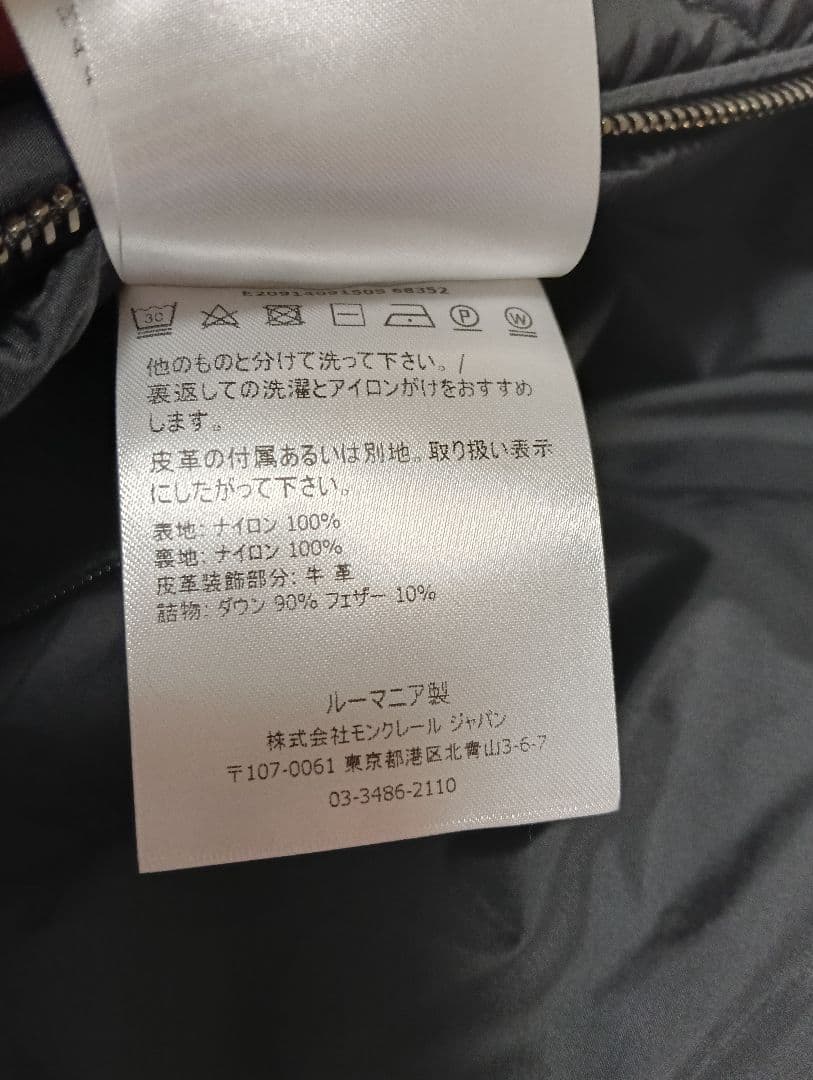 E20914091505 68352
30
P
W
他のものと分けて洗って下さい。/
裏返しての洗濯とアイロンがけをおすすめ
します。
皮革の付属あるいは別地。取り扱い表示
にしたがって下さい。
表地: ナイロン 100%
裏地: ナイロン 100%
皮革装飾部分: 牛 革
詰物: ダウン 90% フェザー 10%
ルーマニア製
株式会社モンクレール ジャパン
〒107-0061 東京都港区北青山3-6-7
03-3486-2110